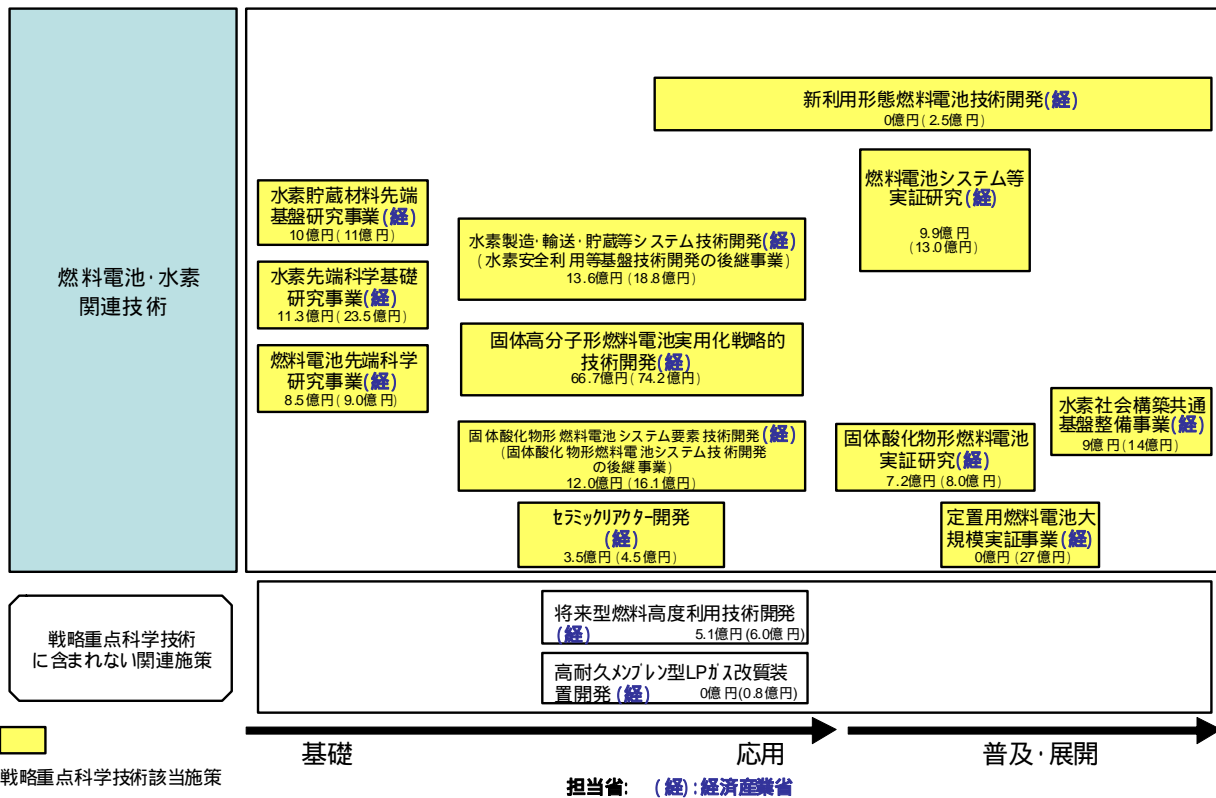 燃料電池・水素
関連技術
新利用形態燃料電池技術開発(経)
0億円(2.5億円)
燃料電池システム等
実証研究(経)
9.9億円
(13.0億円)
水素貯蔵材料先端
基盤研究事業(経)
10億円(11億円)
水素製造・輸送・貯蔵等システム技術開発(経)
(水素安全利用等基盤技術開発の後継事業)
13.6億円(18.8億円)
水素先端科学基礎
研究事業(経)
11.3億円(23.5億円)
固体高分子形燃料電池実用化戦略的
技術開発(経)
66.7億円(74.2億円)
燃料電池先端科学
研究事業(経)
8.5億円(9.0億円)
水素社会構築共通
基盤整備事業(経)
9億円(14億円)
固体酸化物形燃料電池システム要素技術開発(経)
(固体酸化物形燃料電池システム技術開発
の後継事業)
12.0億円(16.1億円)
固体酸化物形燃料電池
実証研究(経)
7.2億円(8.0億円)
セラミックリアクター開発
(経)
3.5億円(4.5億円)
定置用燃料電池大
規模実証事業(経)
0億円(27億円)
戦略重点科学技術
に含まれない関連施策
将来型燃料高度利用技術開発
(経) 5.1億円(6.0億円)
高耐久メンブレン型LPガス改質装
置開発(経) 0億円(0.8億円)
基礎 応用 普及・展開
戦略重点科学技術該当施策
担当省: (経):経済産業省